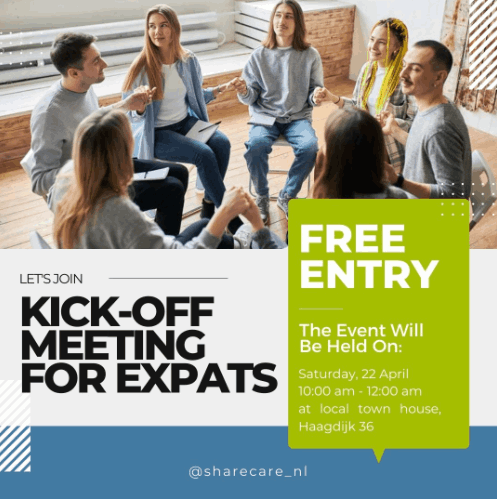 LET'S JOIN
KICK-OFF
MEETING
FOR EXPATS
FREE
ENTRY
The Event Will
Be Held On:
Saturday, 22 April
10:00 am - 12:00 am
at local town house,
Haagdijk 36
@sharecare_nl